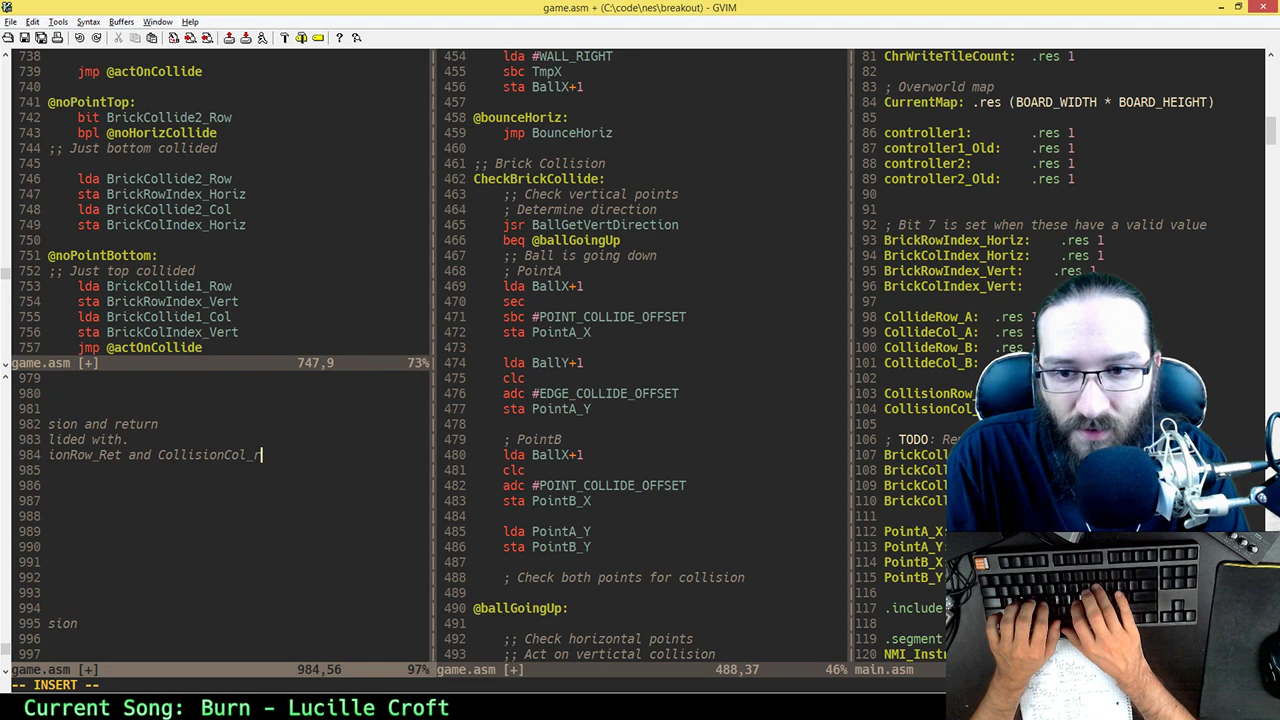 game.asm + (C:\code\nes\breakout) - GVIM
File Edit Tools Syntax Buffers Window Help
738
739 jmp @actOnCollide
740
741 @noPointTop:
742 bit BrickCollide2_Row
743 bpl @noHorizCollide
744 ;; Just bottom collided
745
746 lda BrickCollide2_Row
747 sta BrickRowIndex_Horiz
748 lda BrickCollide2_Col
749 sta BrickColIndex_Horiz
750
751 @noPointBottom:
752 ;; Just top collided
753 lda BrickCollide1_Row
754 sta BrickRowIndex_Vert
755 lda BrickCollide1_Col
756 sta BrickColIndex_Vert
757 jmp @actOnCollide
game.asm [+] 747,9 73%
979
980
981
982 sion and return
983 lided with.
984 ionRow_Ret and CollisionCol_r
985
986
987
988
989
990
991
992
993
994
995 sion
996
997
game.asm [+] 984,56 97%
454 lda #WALL_RIGHT
455 sbc TmpX
456 sta BallX+1
457
458 @bounceHoriz:
459 jmp BounceHoriz
460
461 ;; Brick Collision
462 CheckBrickCollide:
463 ;; Check vertical points
464 ; Determine direction
465 jsr BallGetVertDirection
466 beq @ballGoingUp
467 ;; Ball is going down
468 ; PointA
469 lda BallX+1
470 sec
471 sbc #POINT_COLLIDE_OFFSET
472 sta PointA_X
473
474 lda BallY+1
475 clc
476 adc #EDGE_COLLIDE_OFFSET
477 sta PointA_Y
478
479 ; PointB
480 lda BallX+1
481 clc
482 adc #POINT_COLLIDE_OFFSET
483 sta PointB_X
484
485 lda PointA_Y
486 sta PointB_Y
487
488 ; Check both points for collision
489
490 @ballGoingUp:
491
492 ;; Check horizontal points
493 ;; Act on vertictal collision
game.asm [+] 488,37 46%
81 ChrWriteTileCount: .res 1
82
83 ; Overworld map
84 CurrentMap: .res (BOARD_WIDTH * BOARD_HEIGHT)
85
86 controller1: .res 1
87 controller1_Old: .res 1
88 controller2: .res 1
89 controller2_Old: .res 1
90
91
92 ; Bit 7 is set when these have a valid value
93 BrickRowIndex_Horiz: .res 1
94 BrickColIndex_Horiz: .res 1
95 BrickRowIndex_Vert: .res 1
96 BrickColIndex_Vert:
97
98 CollideRow_A: .res 1
99 CollideCol_A: .res
100 CollideRow_B: .res
101 CollideCol_B: .res
102
103 CollisionRow_
104 CollisionCol_
105
106 ; TODO: Re
107 BrickColl
108 BrickColl
109 BrickColl
110 BrickColl
111
112 PointA_X:
113 PointA_Y
114 PointB_X
115 PointB_Y
116
117 .include
118
119 .segment
120 NMI_Instr
main.asm
-- INSERT --
Current Song: Burn - Lucille Croft